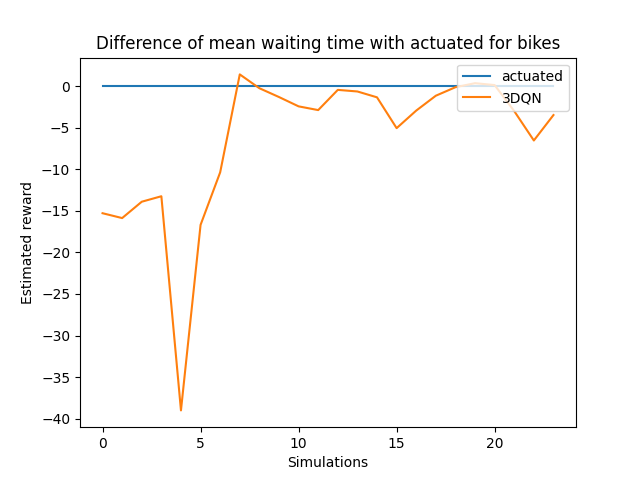 Difference of mean waiting time with actuated for bikes
actuated
3DQN
Estimated reward
0
−5
−10
−15
−20
−25
−30
−35
−40
0 5 10 15 20
Simulations